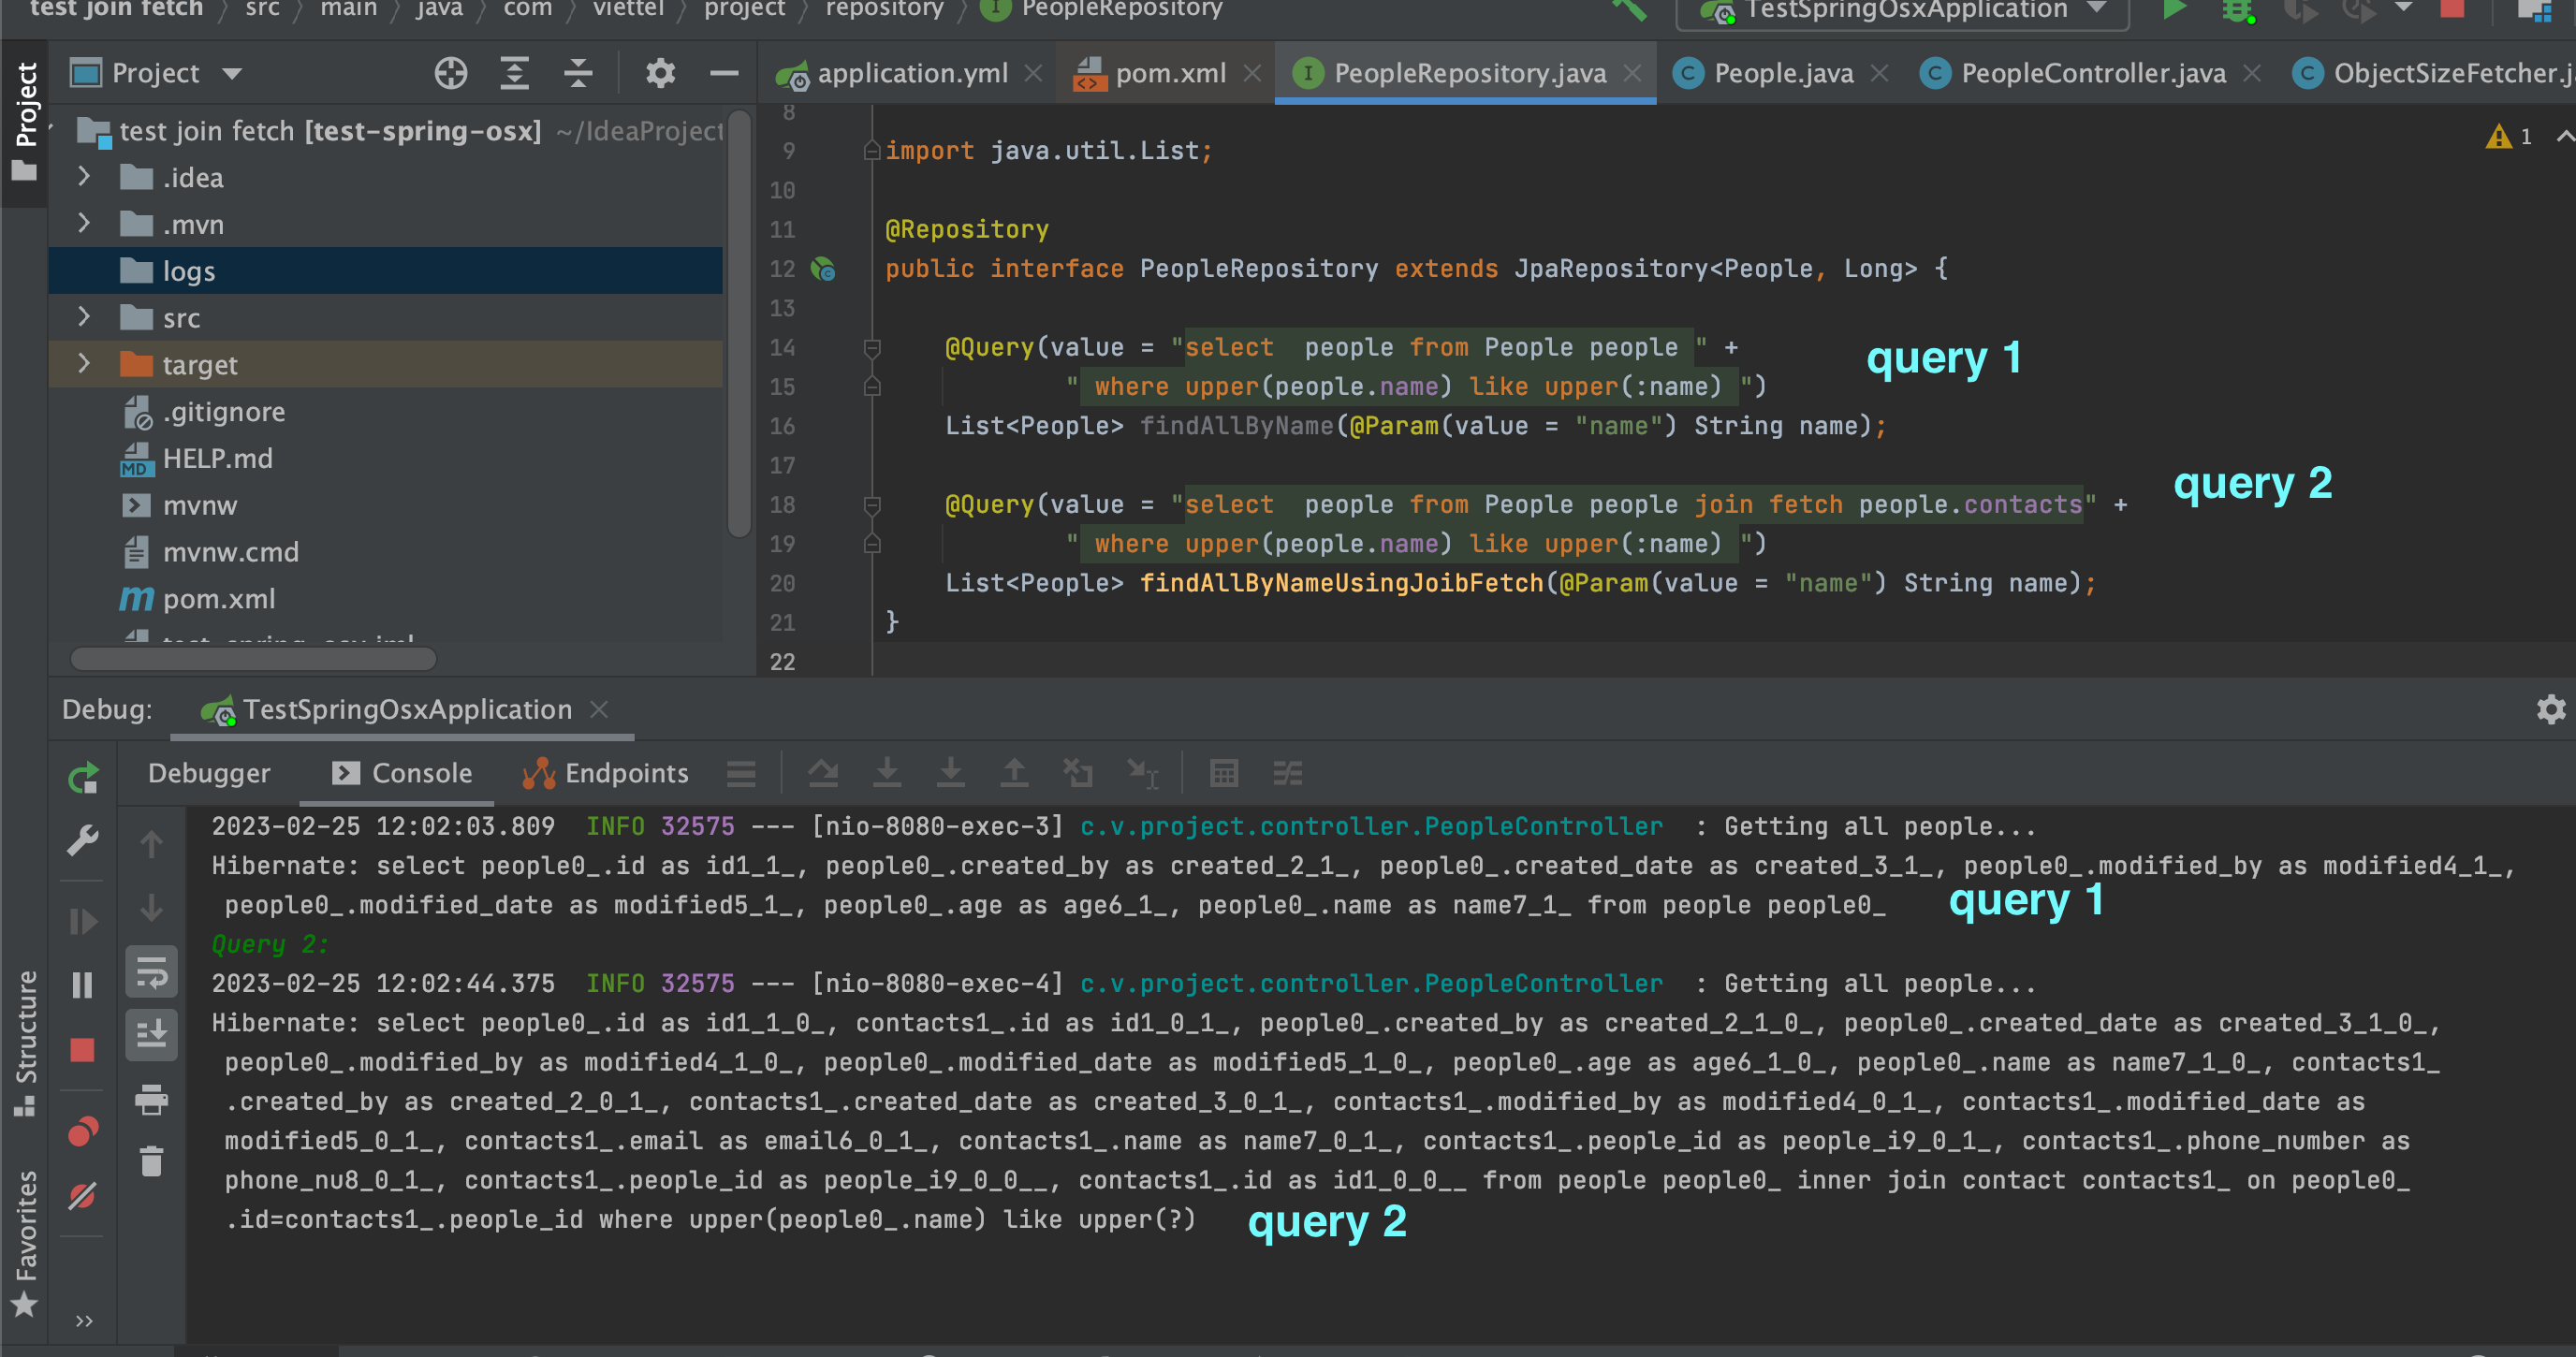 test join fetch 〉 src 〉 main 〉 java 〉 com 〉 viettel 〉 project 〉 repository 〉 I PeopleRepository
TestSpringOsxApplication
Project
Project
application.yml
pom.xml
I PeopleRepository.java
C People.java
C PeopleController.java
C ObjectSizeFetcher.j
test join fetch [test-spring-osx] ~/IdeaProject
.idea
.mvn
logs
src
target
.gitignore
HELP.md
mvnw
mvnw.cmd
pom.xml
1
8
9 import java.util.List;
10
11 @Repository
12 public interface PeopleRepository extends JpaRepository<People, Long> {
13
14 @Query(value = "select  people from People people " +
query 1
15 " where upper(people.name) like upper(:name) ")
16 List<People> findAllByName(@Param(value = "name") String name);
17
query 2
18 @Query(value = "select  people from People people join fetch people.contacts" +
19 " where upper(people.name) like upper(:name) ")
20 List<People> findAllByNameUsingJoibFetch(@Param(value = "name") String name);
21 }
22
Debug: TestSpringOsxApplication
Debugger Console Endpoints
2023-02-25 12:02:03.809  INFO 32575 --- [nio-8080-exec-3] c.v.project.controller.PeopleController  : Getting all people...
Hibernate: select people0_.id as id1_1_, people0_.created_by as created_2_1_, people0_.created_date as created_3_1_, people0_.modified_by as modified4_1_,
people0_.modified_date as modified5_1_, people0_.age as age6_1_, people0_.name as name7_1_ from people people0_
query 1
Query 2:
2023-02-25 12:02:44.375  INFO 32575 --- [nio-8080-exec-4] c.v.project.controller.PeopleController  : Getting all people...
Hibernate: select people0_.id as id1_1_0_, contacts1_.id as id1_0_1_, people0_.created_by as created_2_1_0_, people0_.created_date as created_3_1_0_,
people0_.modified_by as modified4_1_0_, people0_.modified_date as modified5_1_0_, people0_.age as age6_1_0_, people0_.name as name7_1_0_, contacts1_
.created_by as created_2_0_1_, contacts1_.created_date as created_3_0_1_, contacts1_.modified_by as modified4_0_1_, contacts1_.modified_date as
modified5_0_1_, contacts1_.email as email6_0_1_, contacts1_.name as name7_0_1_, contacts1_.people_id as people_i9_0_1_, contacts1_.phone_number as
phone_nu8_0_1_, contacts1_.people_id as people_i9_0_0__, contacts1_.id as id1_0_0__ from people people0_ inner join contact contacts1_ on people0_
.id=contacts1_.people_id where upper(people0_.name) like upper(?)
query 2
Structure
Favorites